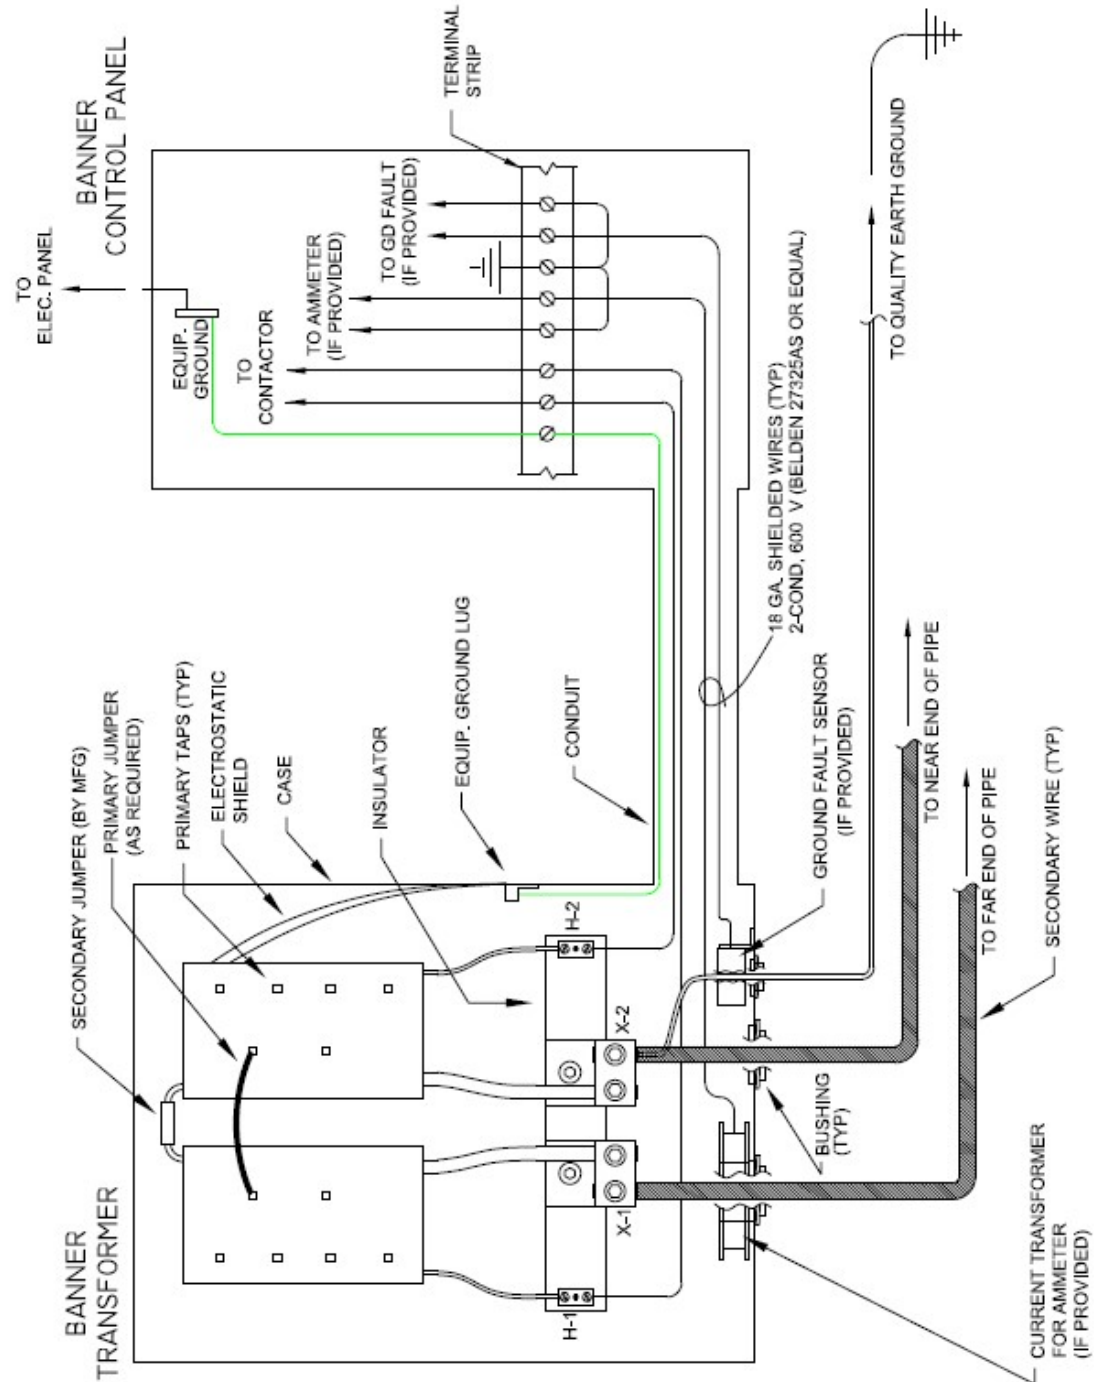 BANNER
TRANSFORMER
SECONDARY JUMPER (BY MFG)
PRIMARY JUMPER
(AS REQUIRED)
PRIMARY TAPS (TYP)
ELECTROSTATIC
SHIELD
CASE
INSULATOR
EQUIP. GROUND LUG
CONDUIT
H-1
H-2
X-1
X-2
TO
ELEC. PANEL
BANNER
CONTROL PANEL
EQUIP.
GROUND
TO
CONTACTOR
TO AMMETER
(IF PROVIDED)
TO GD FAULT
(IF PROVIDED)
TERMINAL
STRIP
18 GA. SHIELDED WIRES (TYP)
2-COND, 600 V (BELDEN 27325AS OR EQUAL)
GROUND FAULT SENSOR
(IF PROVIDED)
TO QUALITY EARTH GROUND
BUSHING
(TYP)
TO NEAR END OF PIPE
TO FAR END OF PIPE
SECONDARY WIRE (TYP)
CURRENT TRANSFORMER
FOR AMMETER
(IF PROVIDED)